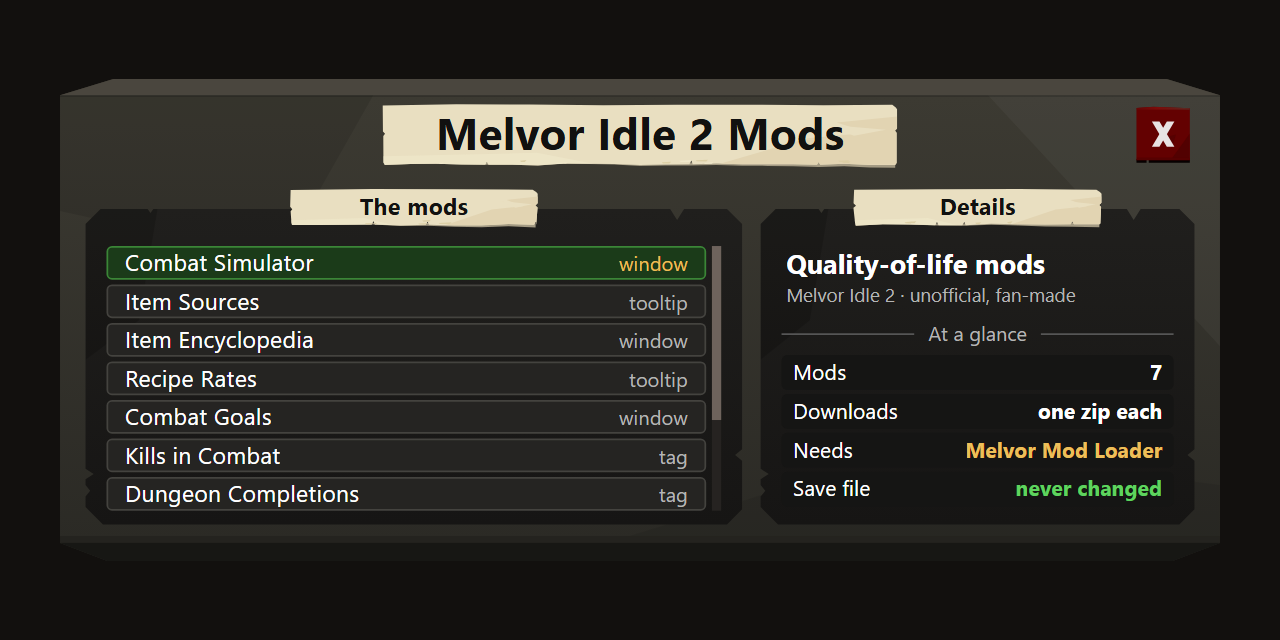 Melvor Idle 2 Mods
X
The mods
Combat Simulator window
Item Sources tooltip
Item Encyclopedia window
Recipe Rates tooltip
Combat Goals window
Kills in Combat tag
Dungeon Completions tag
Details
Quality-of-life mods
Melvor Idle 2 · unofficial, fan-made
At a glance
Mods 7
Downloads one zip each
Needs Melvor Mod Loader
Save file never changed